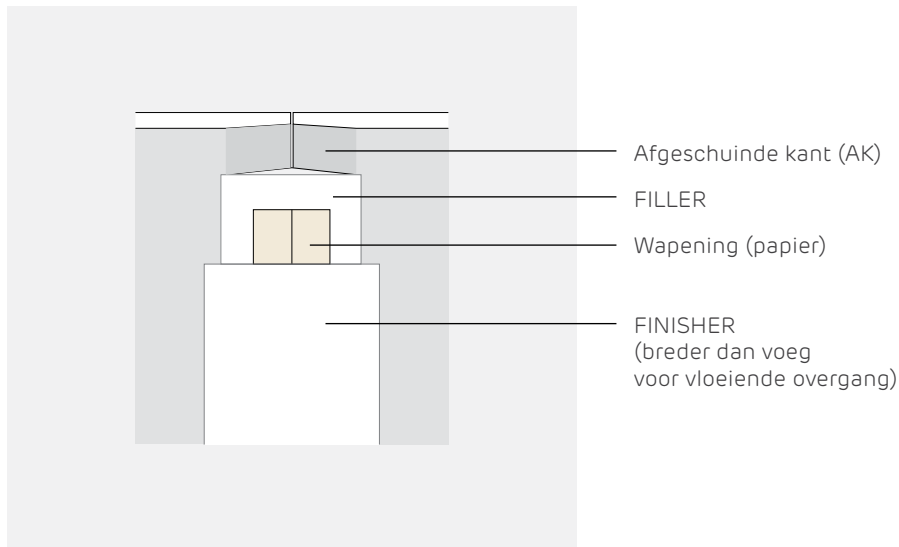 Afgeschuinde kant (AK)
FILLER
Wapening (papier)
FINISHER
(breder dan voeg
voor vloeiende overgang)